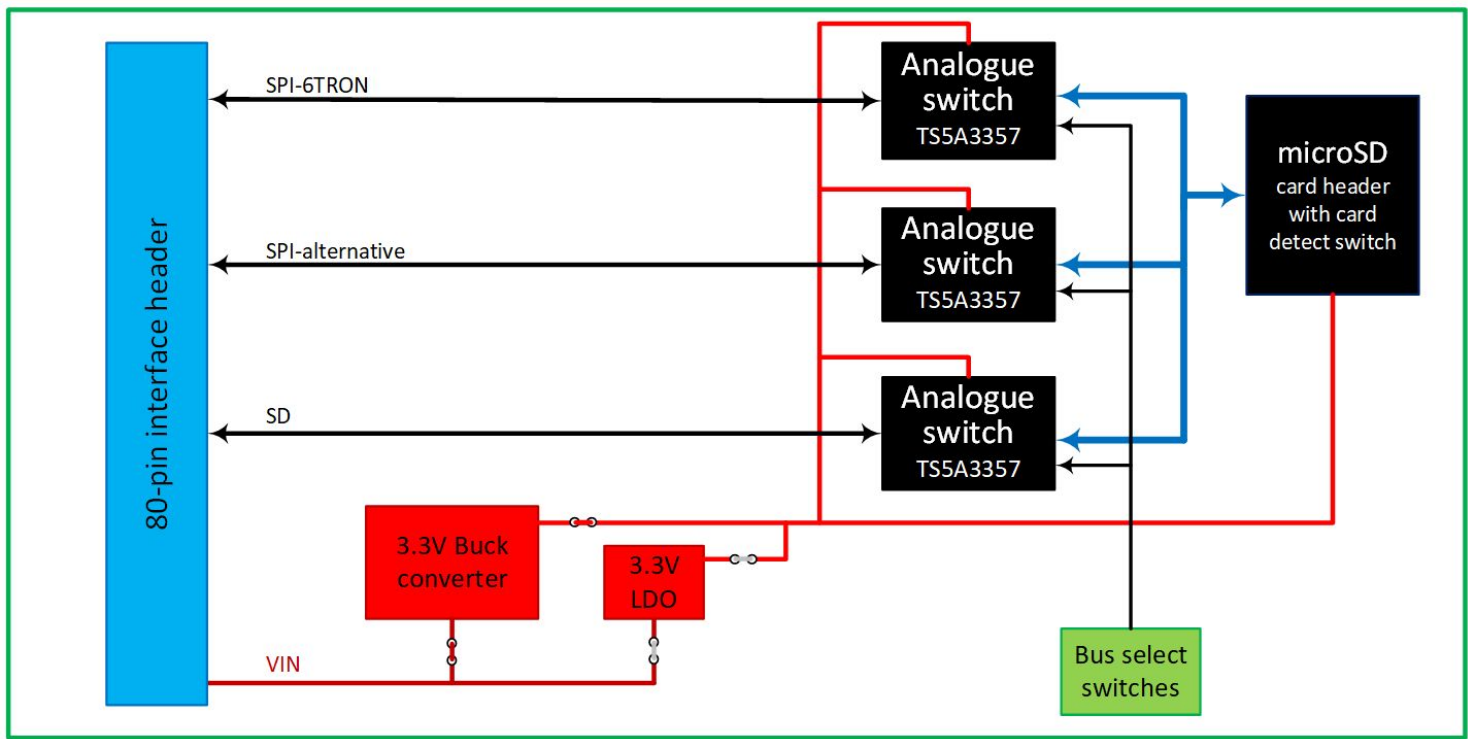 80-pin interface header
SPI-6TRON
Analogue
switch
TS5A3357
microSD
card header
with card
detect switch
SPI-alternative
Analogue
switch
TS5A3357
SD
Analogue
switch
TS5A3357
3.3V Buck
converter
3.3V
LDO
VIN
Bus select
switches